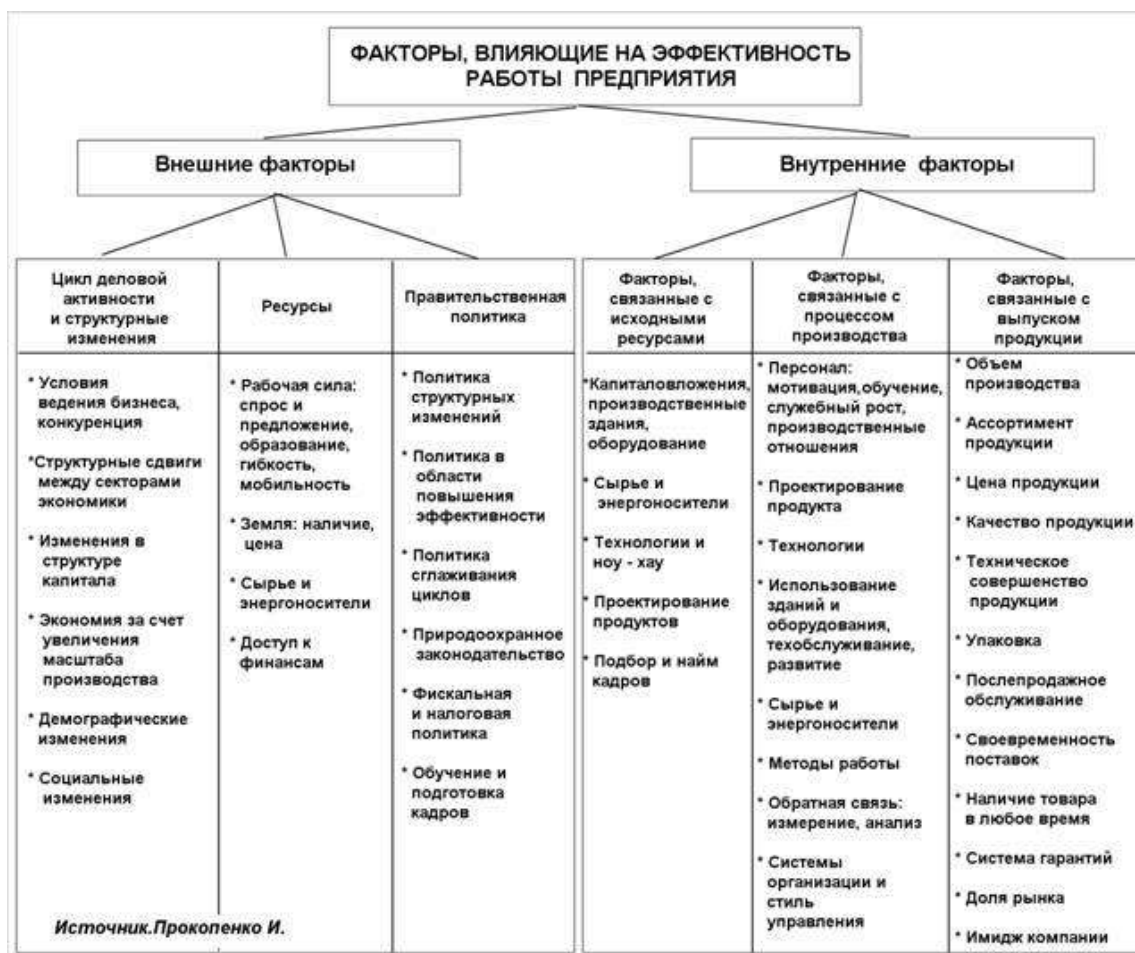 ФАКТОРЫ, ВЛИЯЮЩИЕ НА ЭФФЕКТИВНОСТЬ
РАБОТЫ ПРЕДПРИЯТИЯ
Внешние факторы
Внутренние факторы
Цикл деловой
активности
и структурные
изменения
* Условия
ведения бизнеса,
конкуренция
*Структурные сдвиги
между секторами
экономики
* Изменения в
структуре
капитала
* Экономия за счет
увеличения
масштаба
производства
* Демографические
изменения
* Социальные
изменения
Ресурсы
* Рабочая сила:
спрос и
предложение,
образование,
гибкость,
мобильность
* Земля: наличие,
цена
* Сырье и
энергоносители
* Доступ к
финансам
Правительственная
политика
* Политика
структурных
изменений
* Политика в
области
повышения
эффективности
* Политика
сглаживания
циклов
* Природоохранное
законодательство
* Фискальная
и налоговая
политика
* Обучение и
подготовка
кадров
Факторы,
связанные с
исходными
ресурсами
*Капиталовложения,
производственные
здания,
оборудование
* Сырье и
энергоносители
* Технологии и
ноу - хау
* Проектирование
продуктов
* Подбор и найм
кадров
Факторы,
связанные с
процессом
производства
* Персонал:
мотивация,обучение,
служебный рост,
производственные
отношения
* Проектирование
продукта
* Технологии
* Использование
зданий и
оборудования,
техобслуживание,
развитие
* Сырье и
энергоносители
* Методы работы
* Обратная связь:
измерение, анализ
* Системы
организации и
стиль
управления
Факторы,
связанные с
выпуском
продукции
* Объем
производства
* Ассортимент
продукции
* Цена продукции
* Качество продукции
* Техническое
совершенство
продукции
* Упаковка
* Послепродажное
обслуживание
* Своевременность
поставок
* Наличие товара
в любое время
* Система гарантий
* Доля рынка
* Имидж компании
Источник.Прокопенко И.